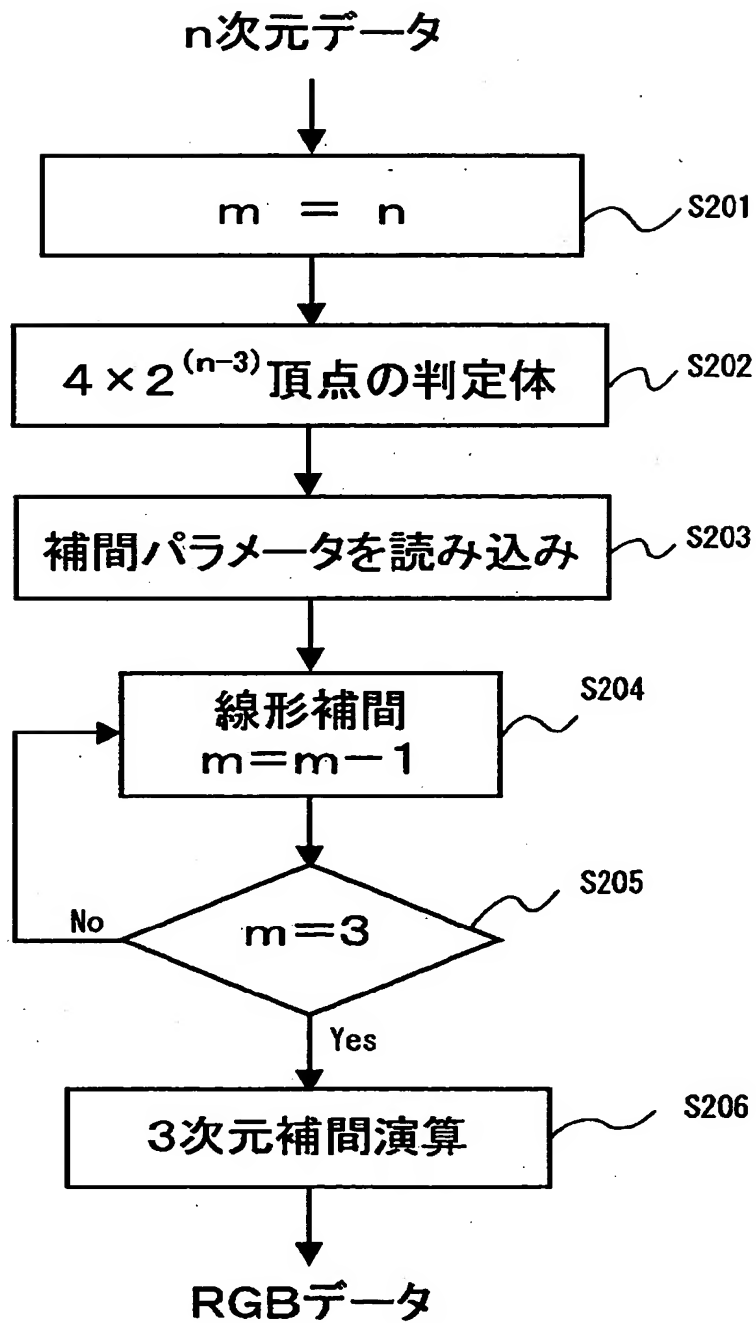 n次元データ
m = n
S201
4×2^(n-3)頂点の判定体
S202
補間パラメータを読み込み
S203
線形補間
m=m-1
S204
m=3
S205
No
Yes
3次元補間演算
S206
RGBデータ